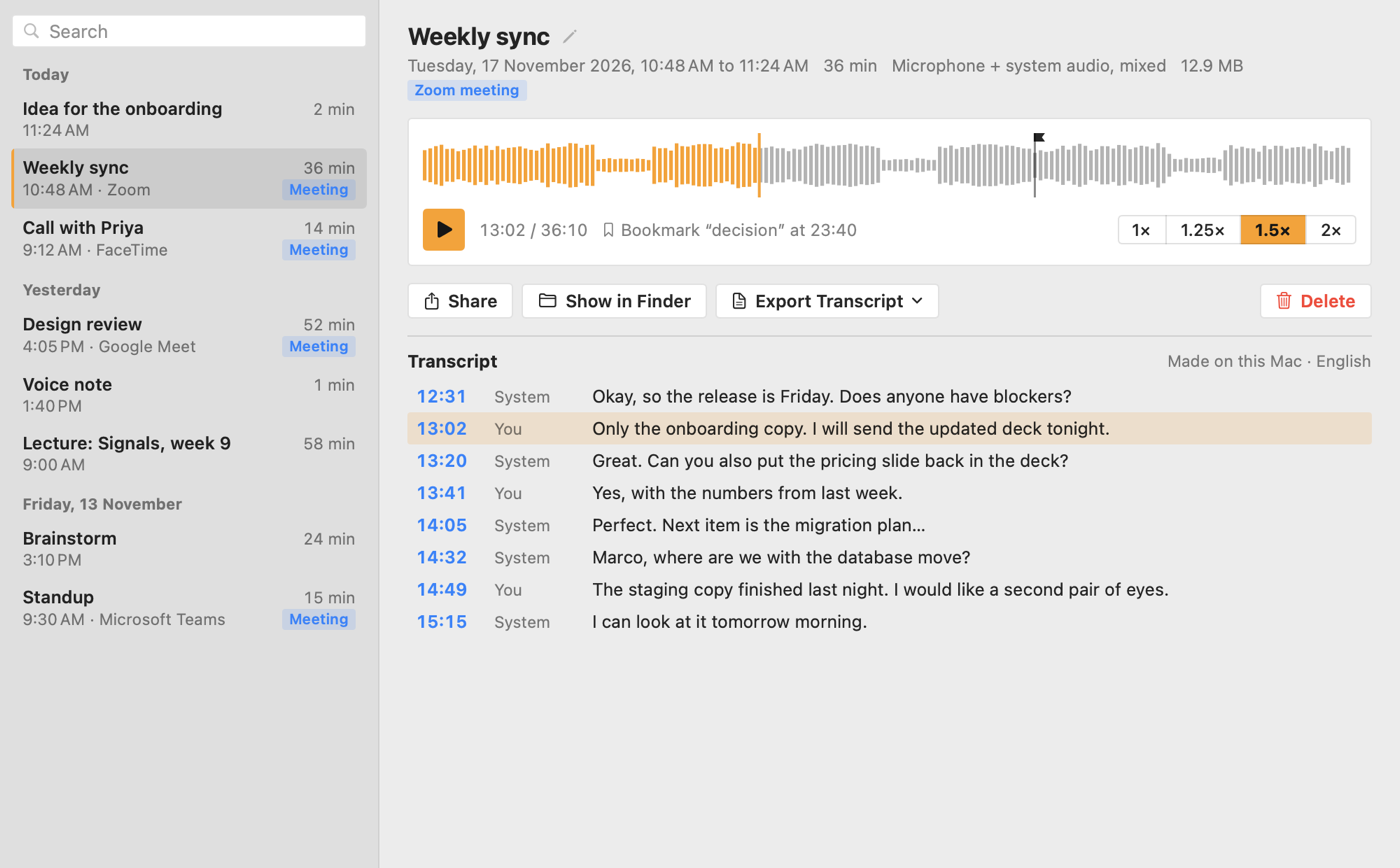 Search
Today
Idea for the onboarding 2 min
11:24 AM
Weekly sync 36 min
10:48 AM · Zoom Meeting
Call with Priya 14 min
9:12 AM · FaceTime Meeting
Yesterday
Design review 52 min
4:05 PM · Google Meet Meeting
Voice note 1 min
1:40 PM
Lecture: Signals, week 9 58 min
9:00 AM
Friday, 13 November
Brainstorm 24 min
3:10 PM
Standup 15 min
9:30 AM · Microsoft Teams Meeting
Weekly sync
Tuesday, 17 November 2026, 10:48 AM to 11:24 AM 36 min Microphone + system audio, mixed 12.9 MB
Zoom meeting
13:02 / 36:10 Bookmark “decision” at 23:40 1× 1.25× 1.5× 2×
Share Show in Finder Export Transcript Delete
Transcript Made on this Mac · English
12:31 System Okay, so the release is Friday. Does anyone have blockers?
13:02 You Only the onboarding copy. I will send the updated deck tonight.
13:20 System Great. Can you also put the pricing slide back in the deck?
13:41 You Yes, with the numbers from last week.
14:05 System Perfect. Next item is the migration plan…
14:32 System Marco, where are we with the database move?
14:49 You The staging copy finished last night. I would like a second pair of eyes.
15:15 System I can look at it tomorrow morning.